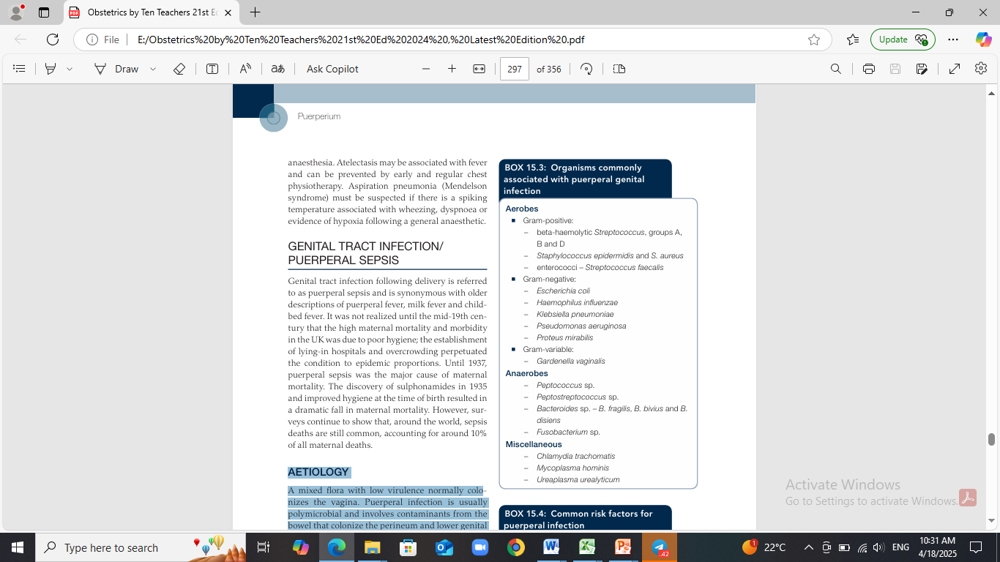 Obstetrics by Ten Teachers 21st Ec
File
E:/Obstetrics%20by%20Ten%20Teachers%2021st%20Ed%202024%20,%20Latest%20Edition%20.pdf
Update
Draw
Ask Copilot
297
of 356
Puerperium
anaesthesia. Atelectasis may be associated with fever
and can be prevented by early and regular chest
physiotherapy. Aspiration pneumonia (Mendelson
syndrome) must be suspected if there is a spiking
temperature associated with wheezing, dyspnoea or
evidence of hypoxia following a general anaesthetic.
GENITAL TRACT INFECTION/
PUERPERAL SEPSIS
Genital tract infection following delivery is referred
to as puerperal sepsis and is synonymous with older
descriptions of puerperal fever, milk fever and child-
bed fever. It was not realized until the mid-19th cen-
tury that the high maternal mortality and morbidity
in the UK was due to poor hygiene; the establishment
of lying-in hospitals and overcrowding perpetuated
the condition to epidemic proportions. Until 1937,
puerperal sepsis was the major cause of maternal
mortality. The discovery of sulphonamides in 1935
and improved hygiene at the time of birth resulted in
a dramatic fall in maternal mortality. However, sur-
veys continue to show that, around the world, sepsis
deaths are still common, accounting for around 10%
of all maternal deaths.
AETIOLOGY
A mixed flora with low virulence normally colo-
nizes the vagina. Puerperal infection is usually
polymicrobial and involves contaminants from the
bowel that colonize the perineum and lower genital
BOX 15.3: Organisms commonly
associated with puerperal genital
infection
Aerobes
■ Gram-positive:
– beta-haemolytic Streptococcus, groups A,
B and D
– Staphylococcus epidermidis and S. aureus
– enterococci – Streptococcus faecalis
■ Gram-negative:
– Escherichia coli
– Haemophilus influenzae
– Klebsiella pneumoniae
– Pseudomonas aeruginosa
– Proteus mirabilis
■ Gram-variable:
– Gardenella vaginalis
Anaerobes
– Peptococcus sp.
– Peptostreptococcus sp.
– Bacteroides sp. – B. fragilis, B. bivius and B.
disiens
– Fusobacterium sp.
Miscellaneous
– Chlamydia trachomatis
– Mycoplasma hominis
– Ureaplasma urealyticum
BOX 15.4: Common risk factors for
puerperal infection
Activate Windows
Go to Settings to activate Windows.
Type here to search
.42
1
22°C
ENG
10:31 AM
4/18/2025